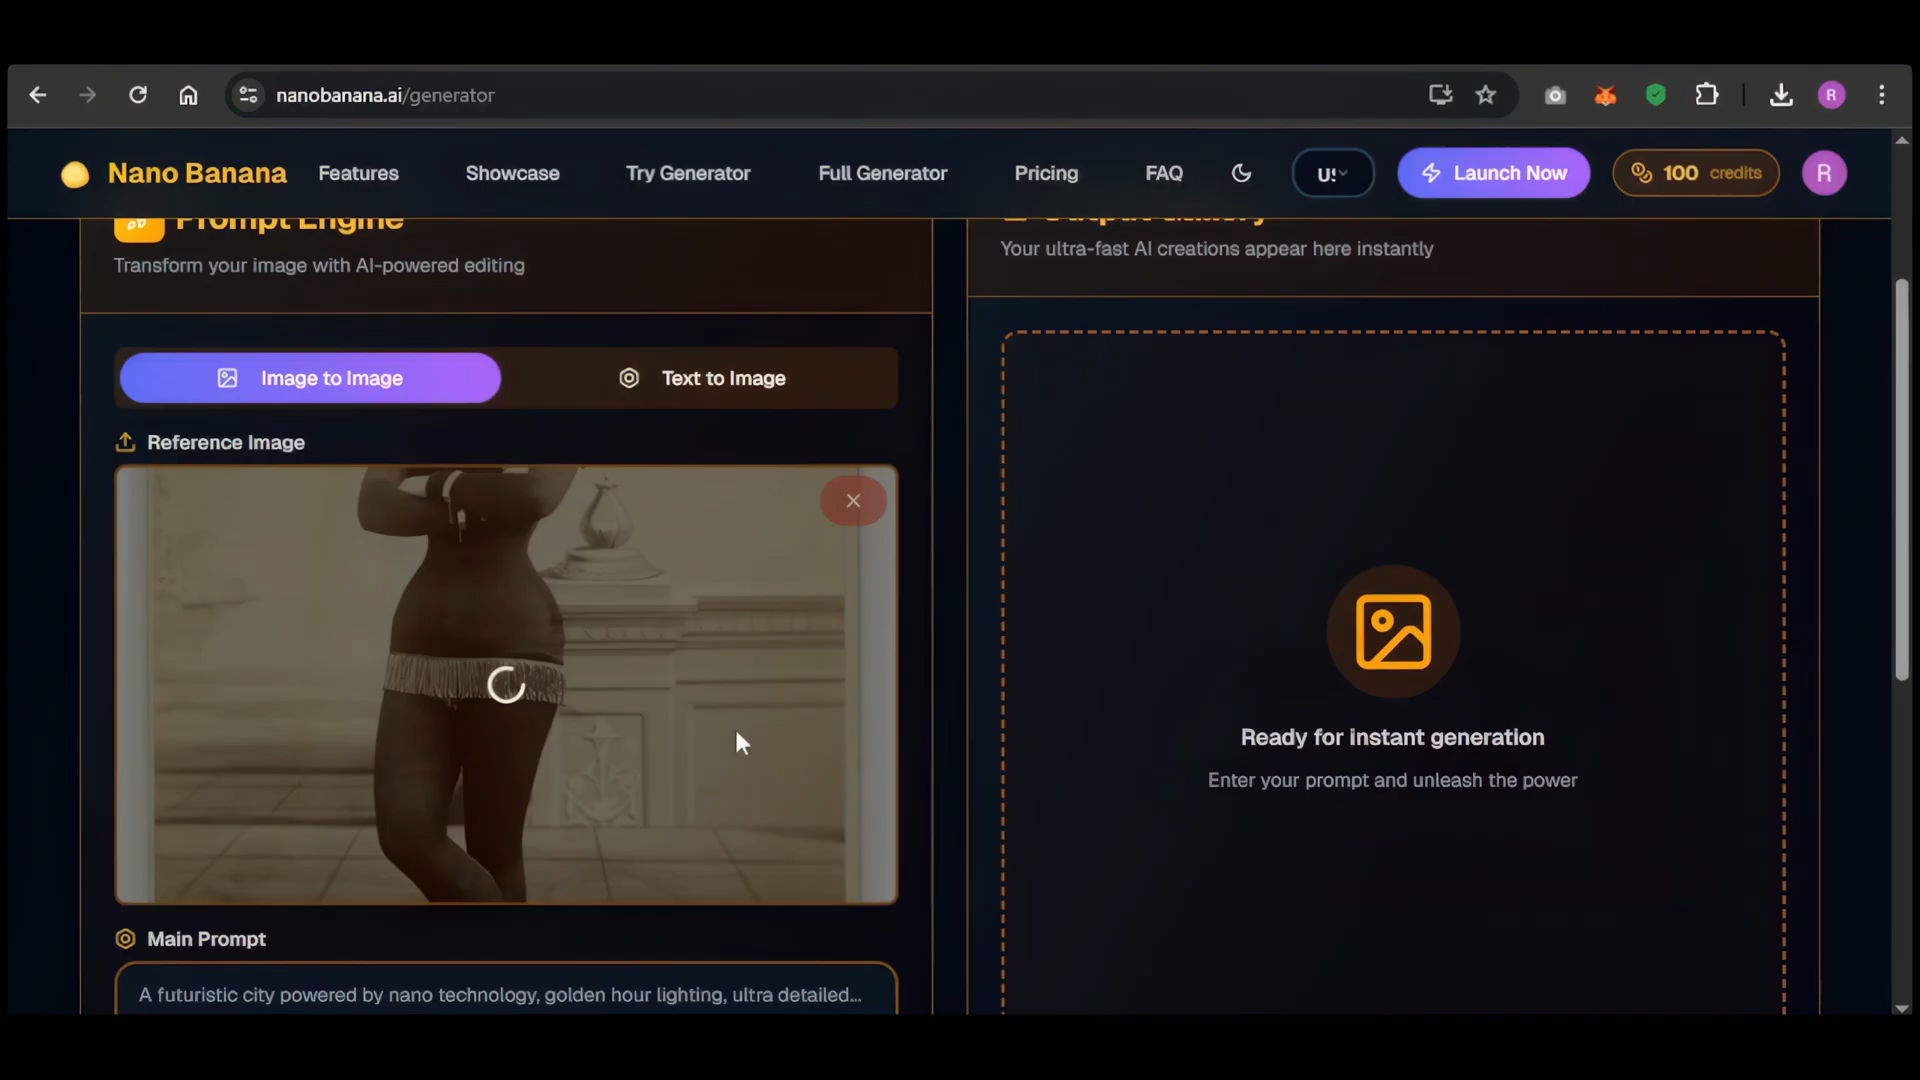 nanobanana.ai/generator
R
Nano Banana
Features
Showcase
Try Generator
Full Generator
Pricing
FAQ
Launch Now
100 credits
R
Prompt Engine
Transform your image with AI-powered editing
Your ultra-fast AI creations appear here instantly
Image to Image
Text to Image
Reference Image
Ready for instant generation
Enter your prompt and unleash the power
Main Prompt
A futuristic city powered by nano technology, golden hour lighting, ultra detailed...